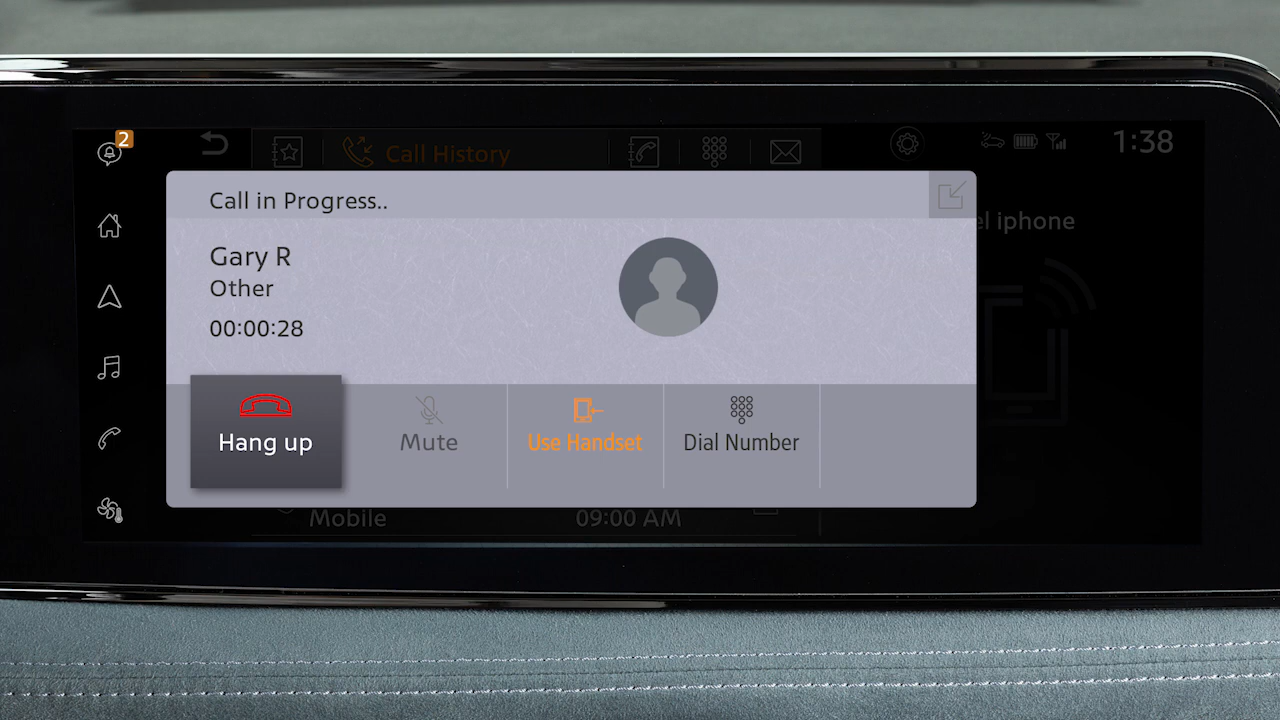 2
Call History
1:38
Call in Progress..
el iphone
Gary R
Other
00:00:28
Hang up
Mute
Use Handset
Dial Number
Mobile
09:00 AM